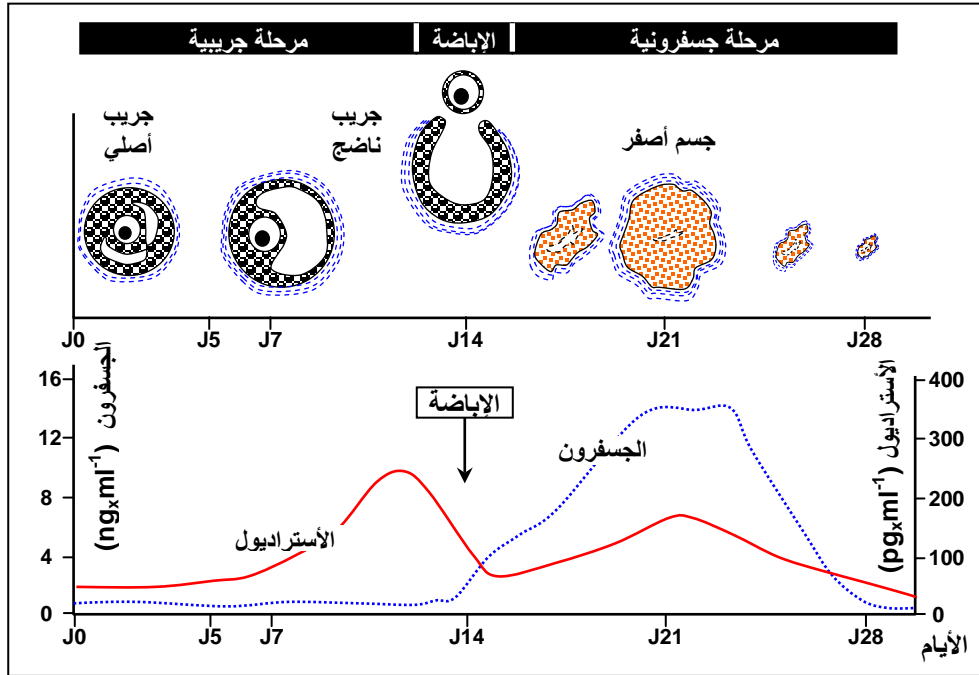 مرحلة جريبية
الإباضة
مرحلة جسفرونية
جريب
أصلي
جريب
ناضج
جسم أصفر
J0
J5
J7
J14
J21
J28
الجسفرون (ng×ml-1)
16
12
8
4
0
الإباضة
الجسفرون
الأستراديول
الأستراديول (pg×ml-1)
400
350
200
100
0
J0
J5
J7
J14
J21
J28
الأيام